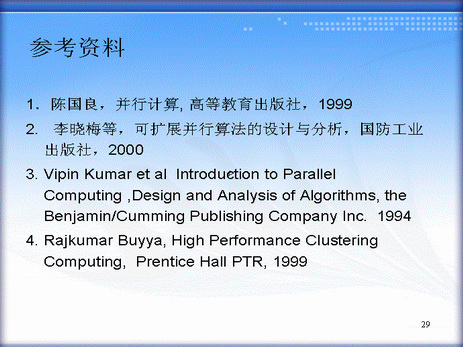 参考资料
1．陈国良，并行计算, 高等教育出版社，1999
2. 李晓梅等，可扩展并行算法的设计与分析，国防工业
出版社，2000
3. Vipin Kumar et al Introduction to Parallel
Computing ,Design and Analysis of Algorithms, the
Benjamin/Cumming Publishing Company Inc. 1994
4. Rajkumar Buyya, High Performance Clustering
Computing, Prentice Hall PTR, 1999
29